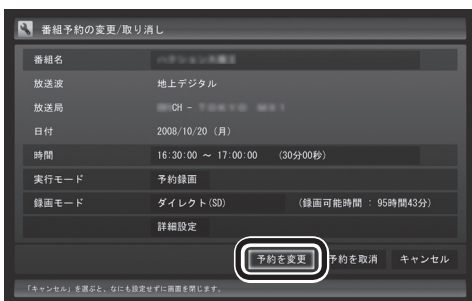 番組予約の変更/取り消し
番組名
放送波 地上デジタル
放送局 CH -
日付 2008/10/20 (月)
時間 16:30:00 ~ 17:00:00 (30分00秒)
実行モード 予約録画
録画モード ダイレクト(SD) (録画可能時間 : 95時間43分)
詳細設定
予約を変更 予約を取消 キャンセル
「キャンセル」を選ぶと、なにも設定せずに画面を閉じます。